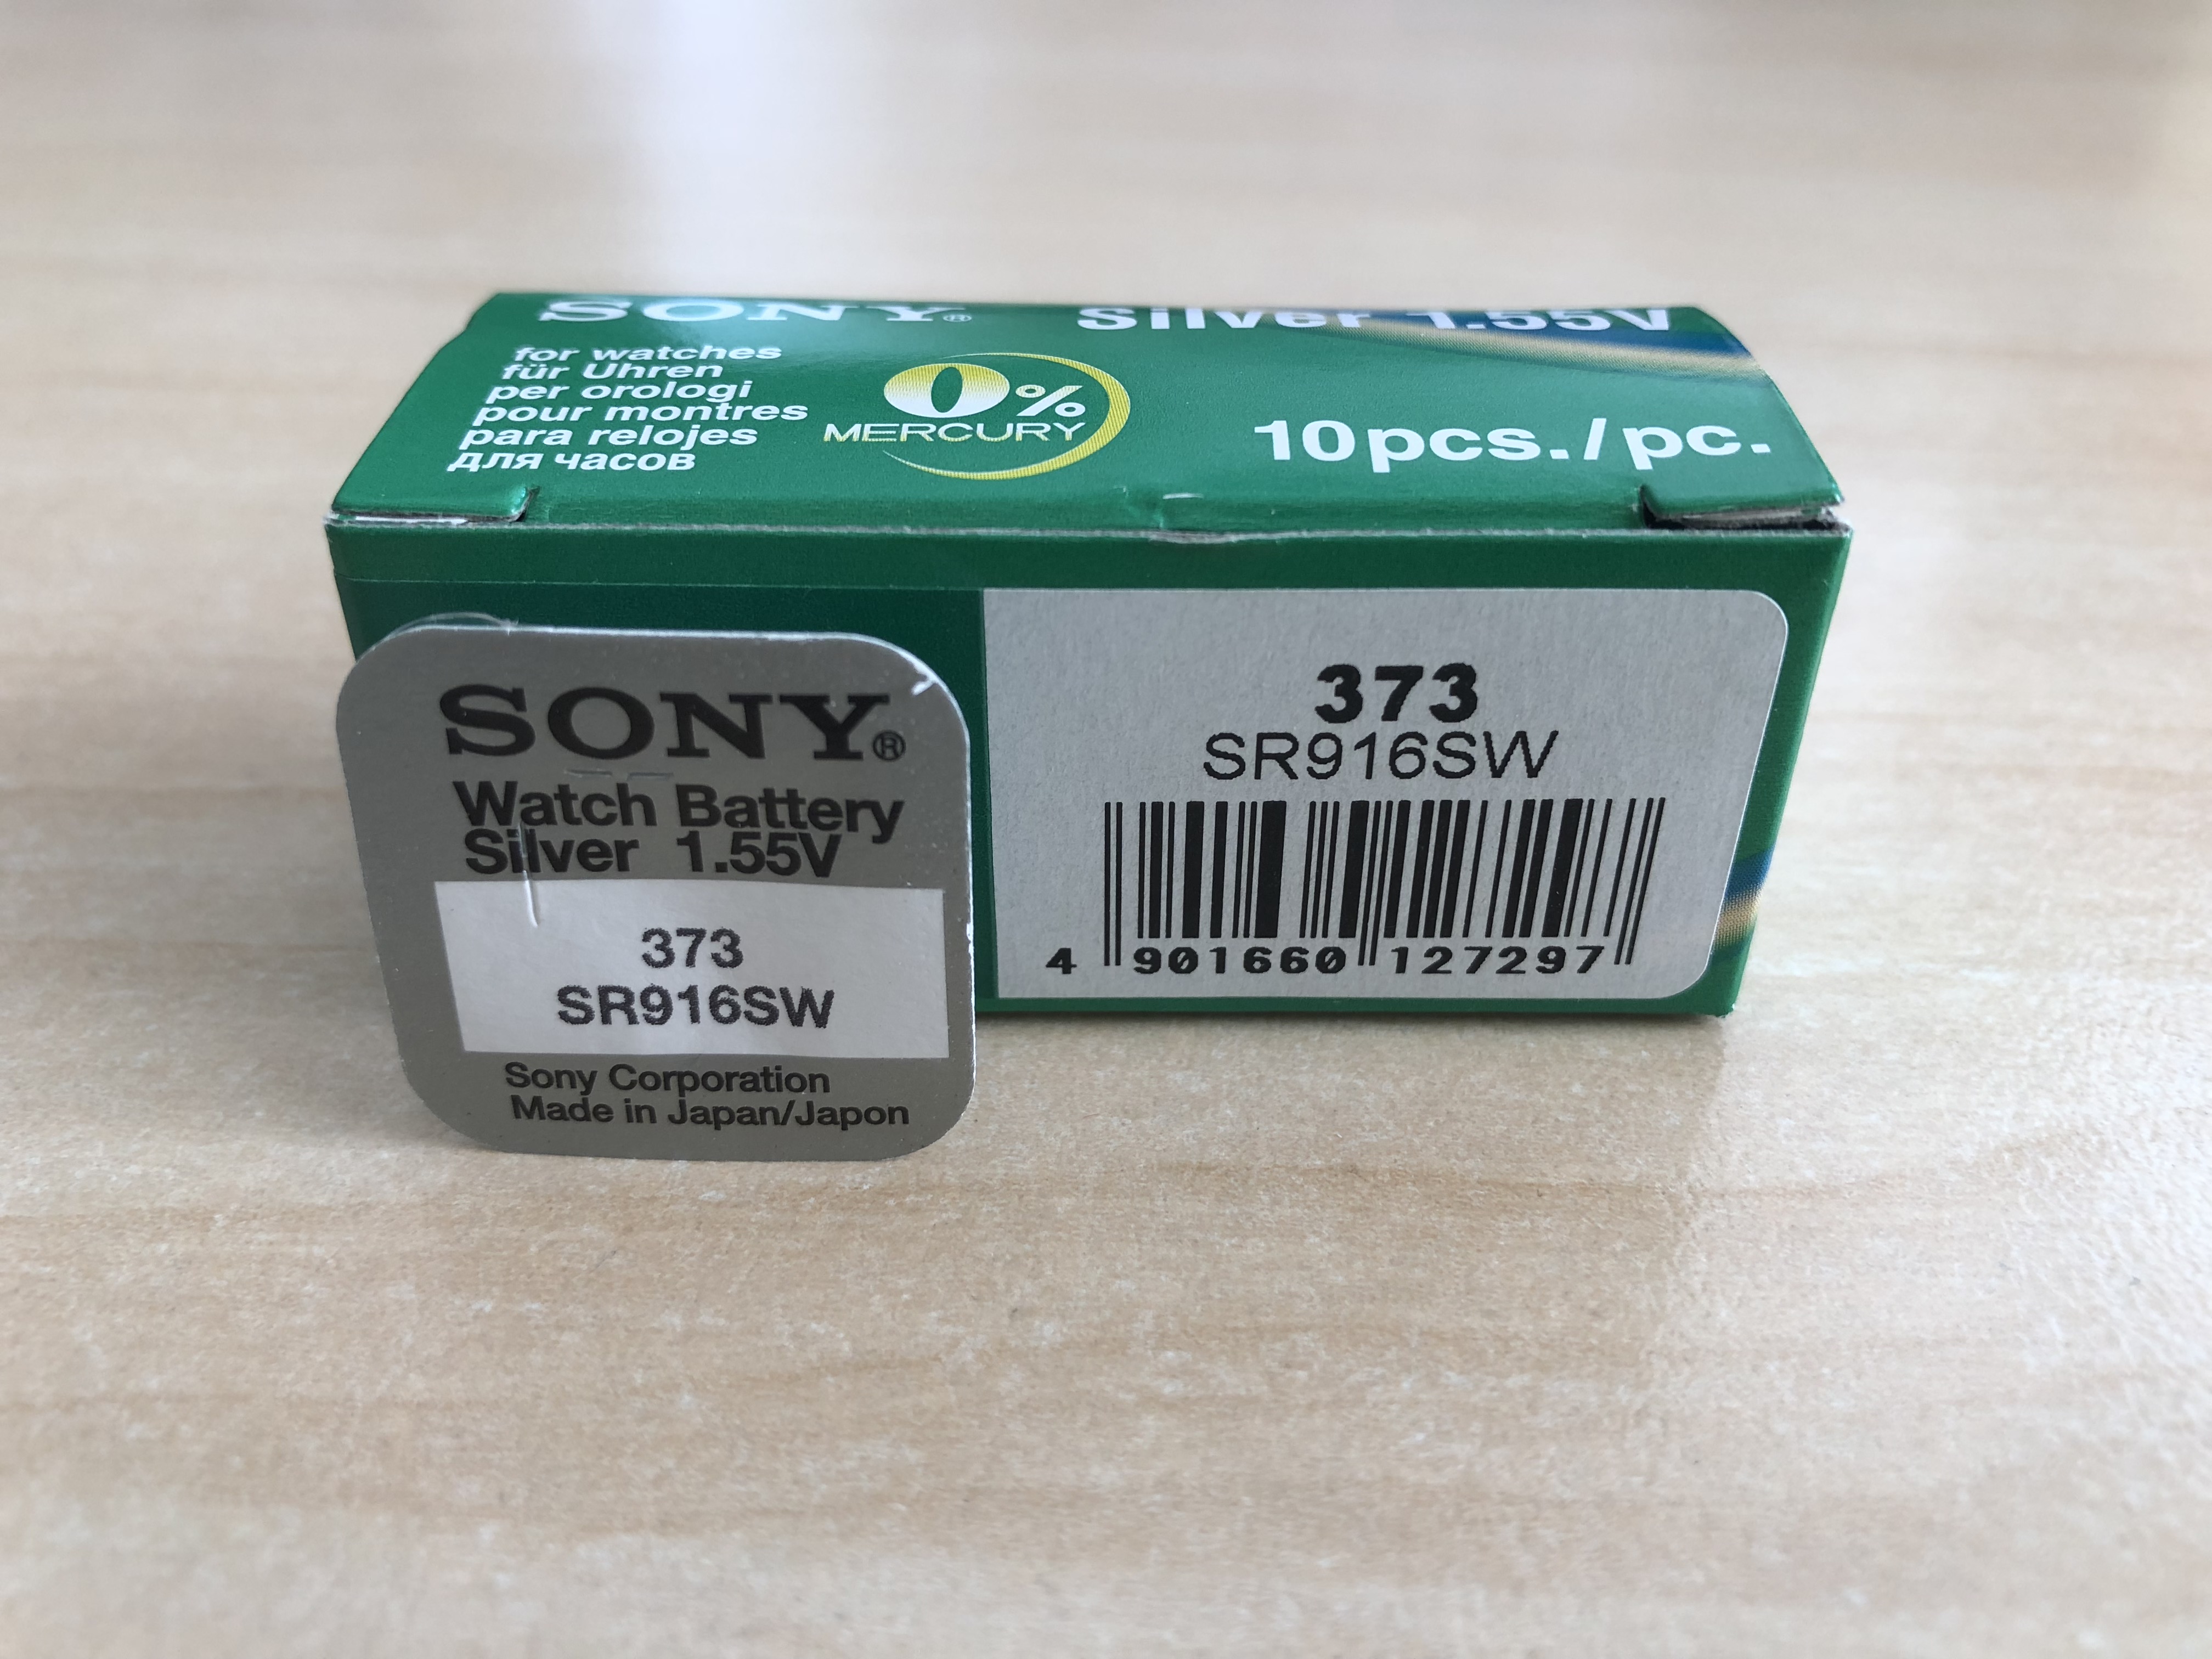 SONY® Silver 1.55V
for watches
für Uhren
per orologi
pour montres
para relojes
для часов
0%
MERCURY
10pcs./pc.
SONY®
Watch Battery
Silver 1.55V
373
SR916SW
Sony Corporation
Made in Japan/Japon
373
SR916SW
4 901660 127297